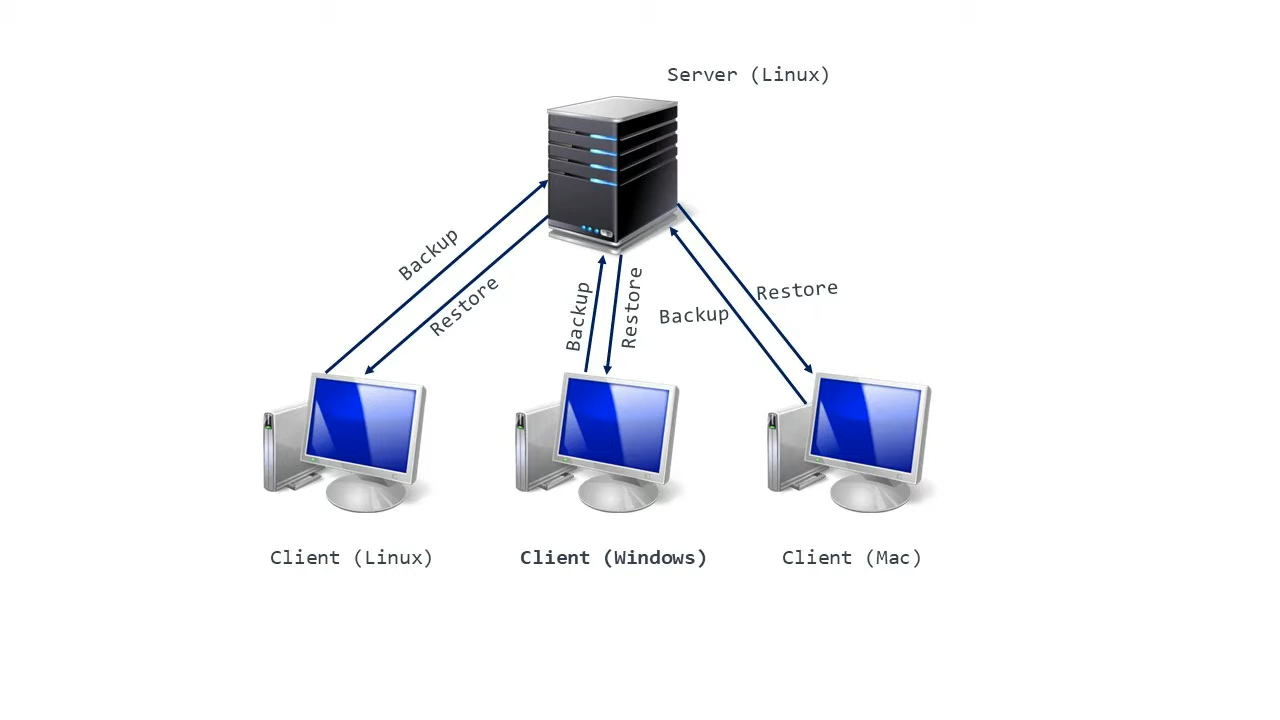 Server (Linux)
Backup
Restore
Backup
Restore
Backup
Restore
Client (Linux)
Client (Windows)
Client (Mac)